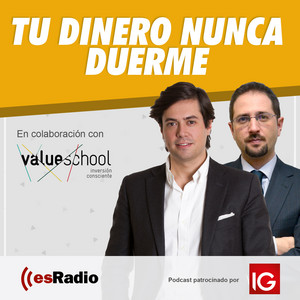 TU DINERO NUNCA
DUERME
En colaboración con
valueschool
inversión
consciente
esRadio
Podcast patrocinado por
IG